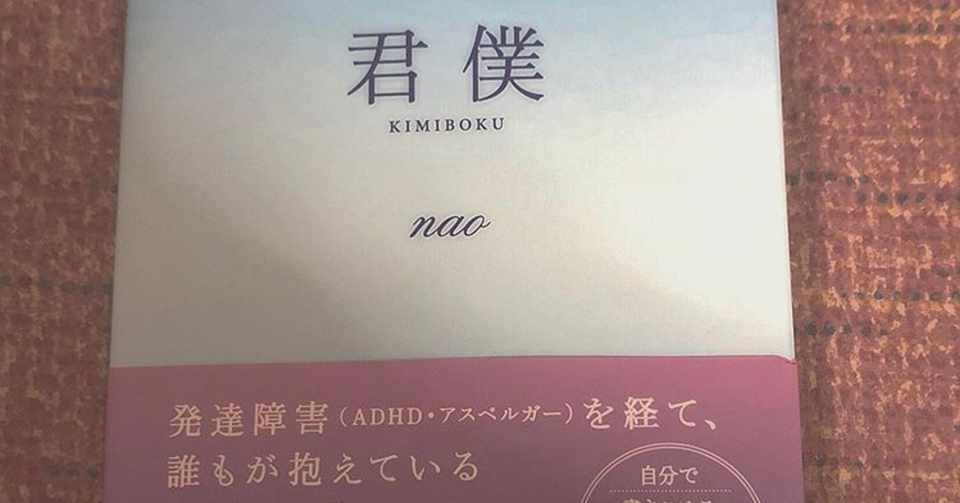 君僕
KIMIBOKU
nao
発達障害（ADHD・アスペルガー）を経て、
誰もが抱えている
自分で